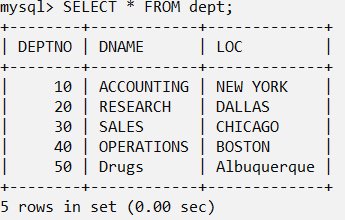 mysql> SELECT * FROM dept;
+--------+------------+-------------+
| DEPTNO | DNAME      | LOC         |
+--------+------------+-------------+
|     10 | ACCOUNTING | NEW YORK    |
|     20 | RESEARCH   | DALLAS      |
|     30 | SALES      | CHICAGO     |
|     40 | OPERATIONS | BOSTON      |
|     50 | Drugs      | Albuquerque |
+--------+------------+-------------+
5 rows in set (0.00 sec)